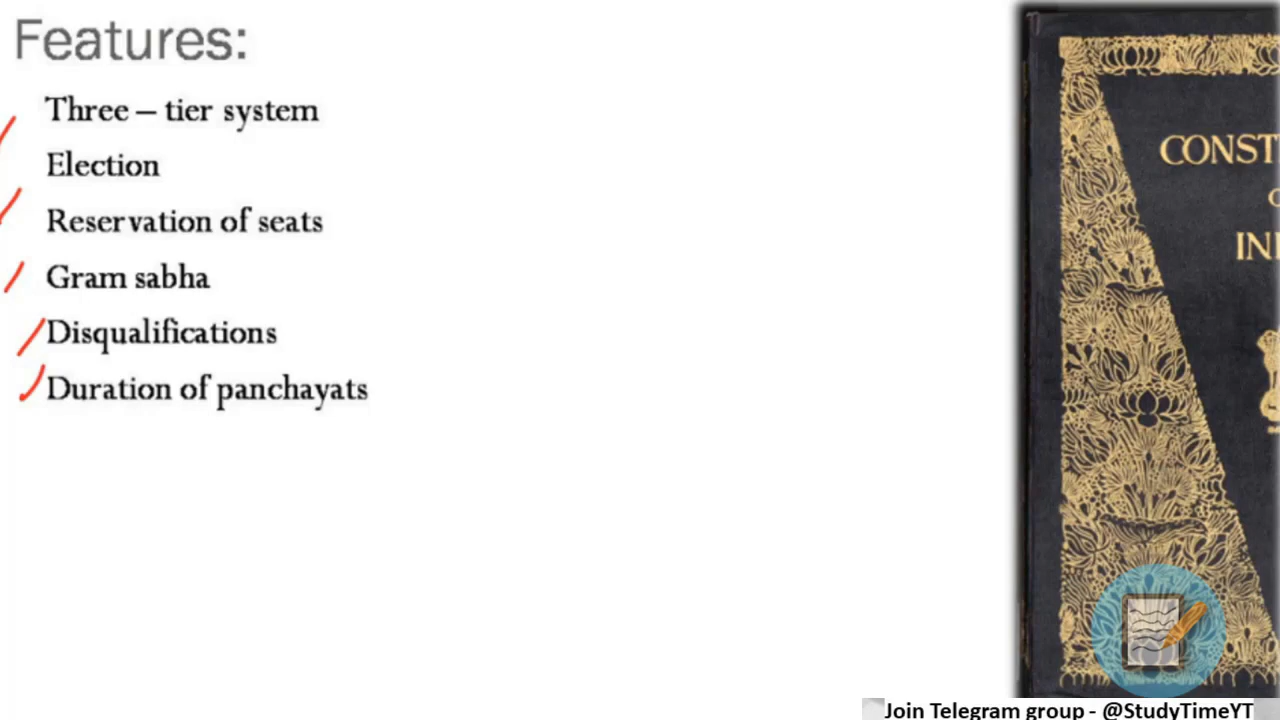 Features:
Three – tier system
Election
Reservation of seats
Gram sabha
Disqualifications
Duration of panchayats
CONST
IN
Join Telegram group - @StudyTimeYT